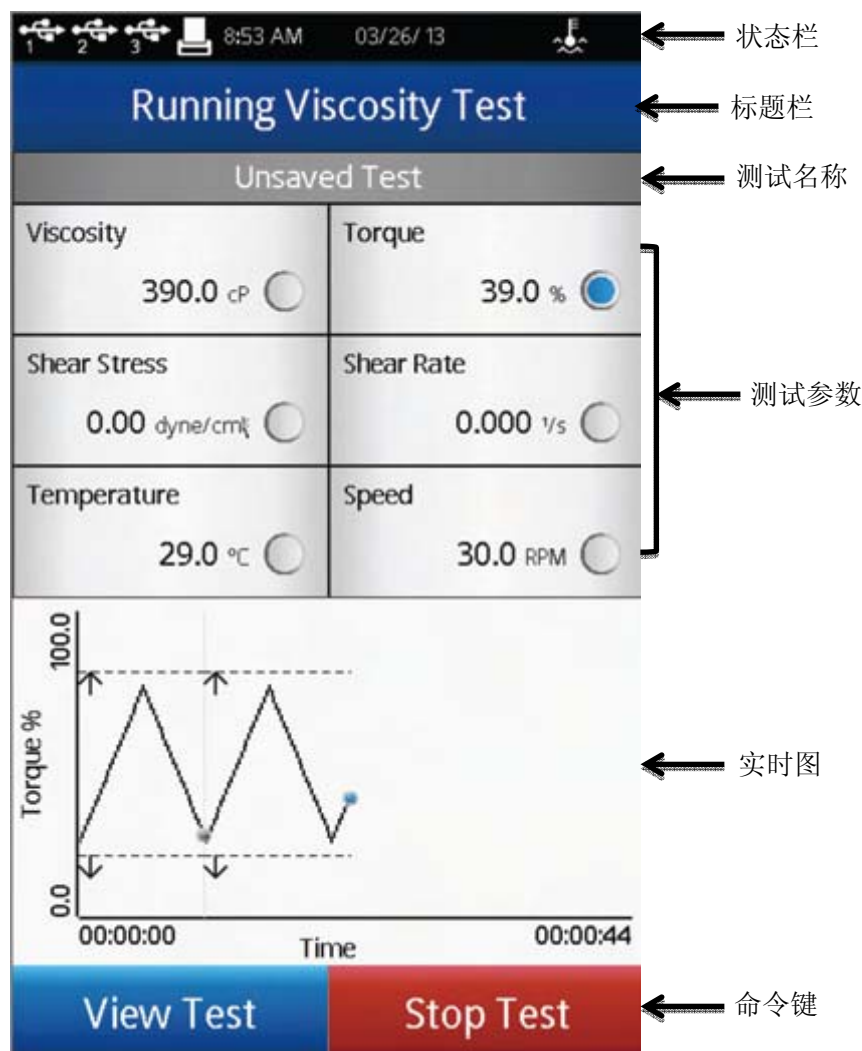 1 2 3 8:53 AM 03/26/13
状态栏
Running Viscosity Test
标题栏
Unsaved Test
测试名称
Viscosity
390.0 cP
Torque
39.0 %
Shear Stress
0.00 dyne/cm
Shear Rate
0.000 1/s
测试参数
Temperature
29.0 °C
Speed
30.0 RPM
100.0
Torque %
0.0
实时图
00:00:00
Time
00:00:44
View Test
Stop Test
命令键